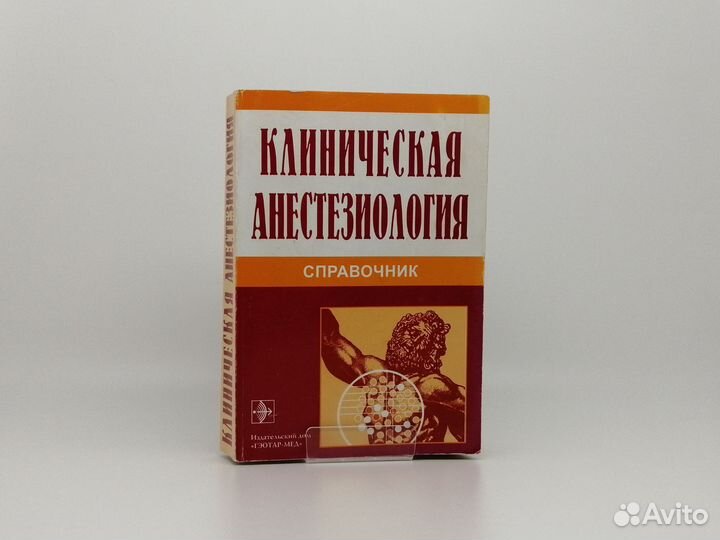 КЛИНИЧЕСКАЯ АНЕСТЕЗИОЛОГИЯ
КЛИНИЧЕСКАЯ
АНЕСТЕЗИОЛОГИЯ
СПРАВОЧНИК
Издательский дом
«ГЭОТАР-МЕД»
Avito